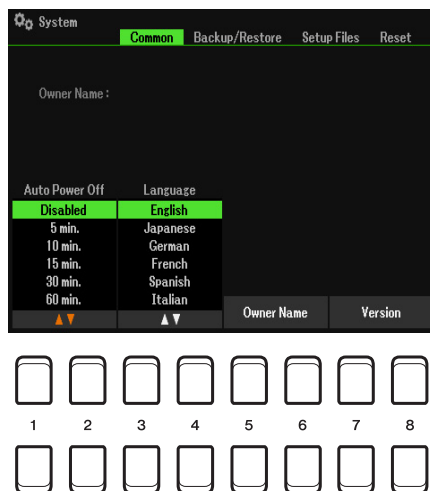 System
Common Backup/Restore Setup Files Reset
Owner Name :
Auto Power Off Language
Disabled English
5 min. Japanese
10 min. German
15 min. French
30 min. Spanish
60 min. Italian
Owner Name Version
1 2 3 4 5 6 7 8